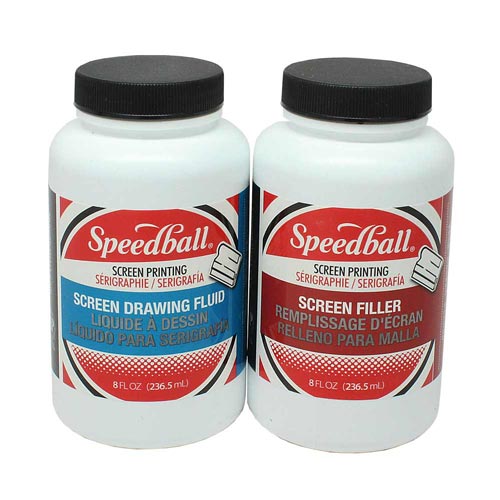 Speedball®
SCREEN PRINTING
SÉRIGRAPHIE / SERIGRAFÍA
SCREEN DRAWING FLUID
LIQUIDE À DESSIN
LÍQUIDO PARA SERIGRAFÍA
8 FL OZ (236.5 mL)
Speedball®
SCREEN PRINTING
SÉRIGRAPHIE / SERIGRAFÍA
SCREEN FILLER
REMPLISSAGE D'ÉCRAN
RELLENO PARA MALLA
8 FL OZ (236.5 mL)